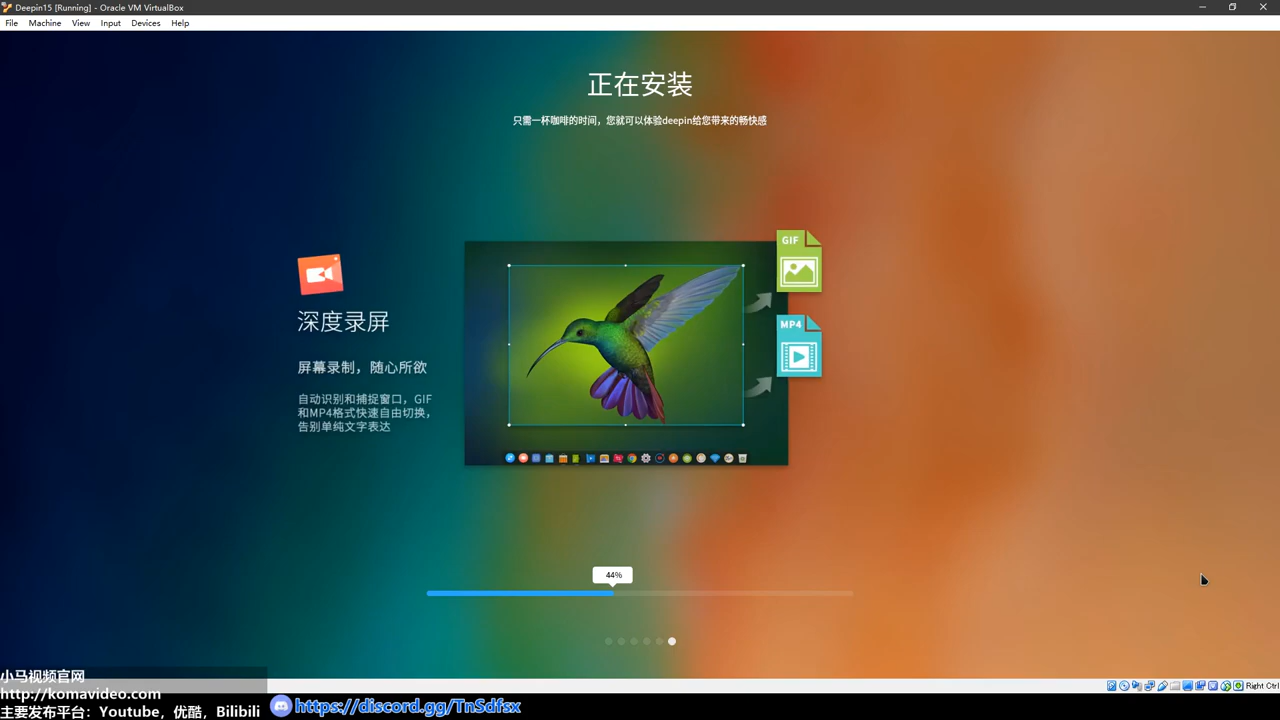 Deepin15 [Running] - Oracle VM VirtualBox
File Machine View Input Devices Help
正在安装
只需一杯咖啡的时间，您就可以体验deepin给您带来的畅快感
深度录屏
屏幕录制，随心所欲
自动识别和捕捉窗口，GIF
和MP4格式快速自由切换，
告别单纯文字表达
GIF
MP4
44%
Right Ctrl
小马视频官网
http://komavideo.com
主要发布平台：Youtube，优酷，Bilibili
https://discord.gg/TnSdfsx